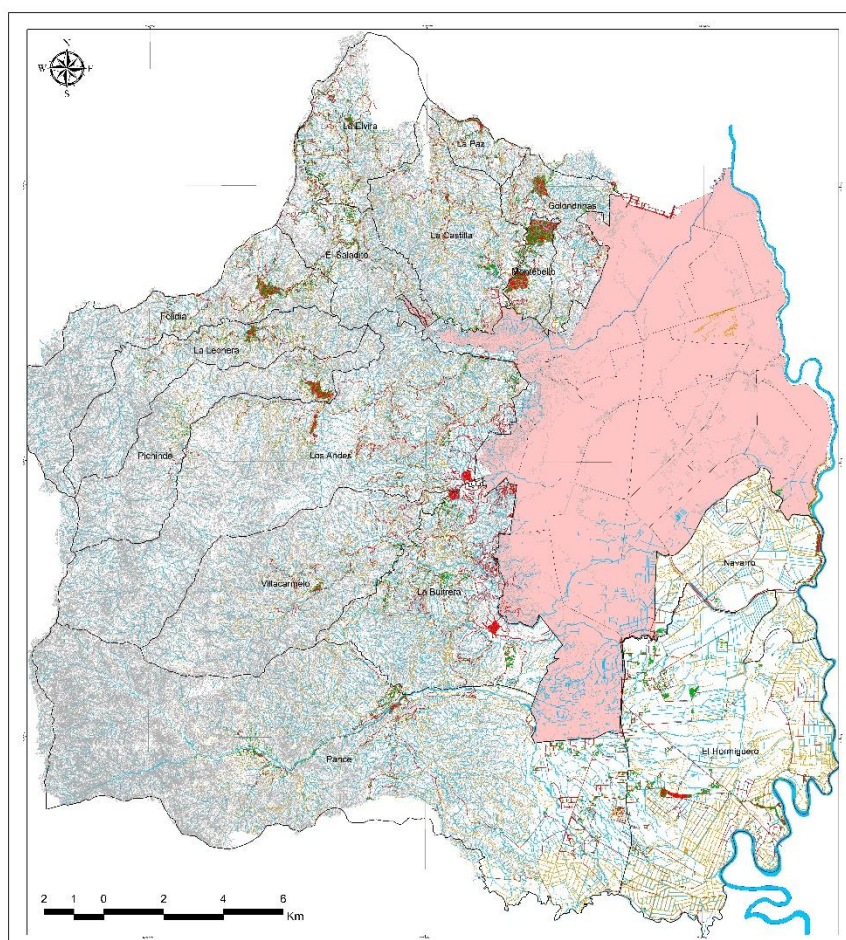 N
W E
S
La Elvira
La Paz
Golondrinas
La Castilla
El Saladito
Montebello
Felidia
La Leonera
Pichinde
Los Andes
Navarro
Villacarmelo
La Buitrera
El Hormiguero
Pance
2 1 0 2 4 6
Km